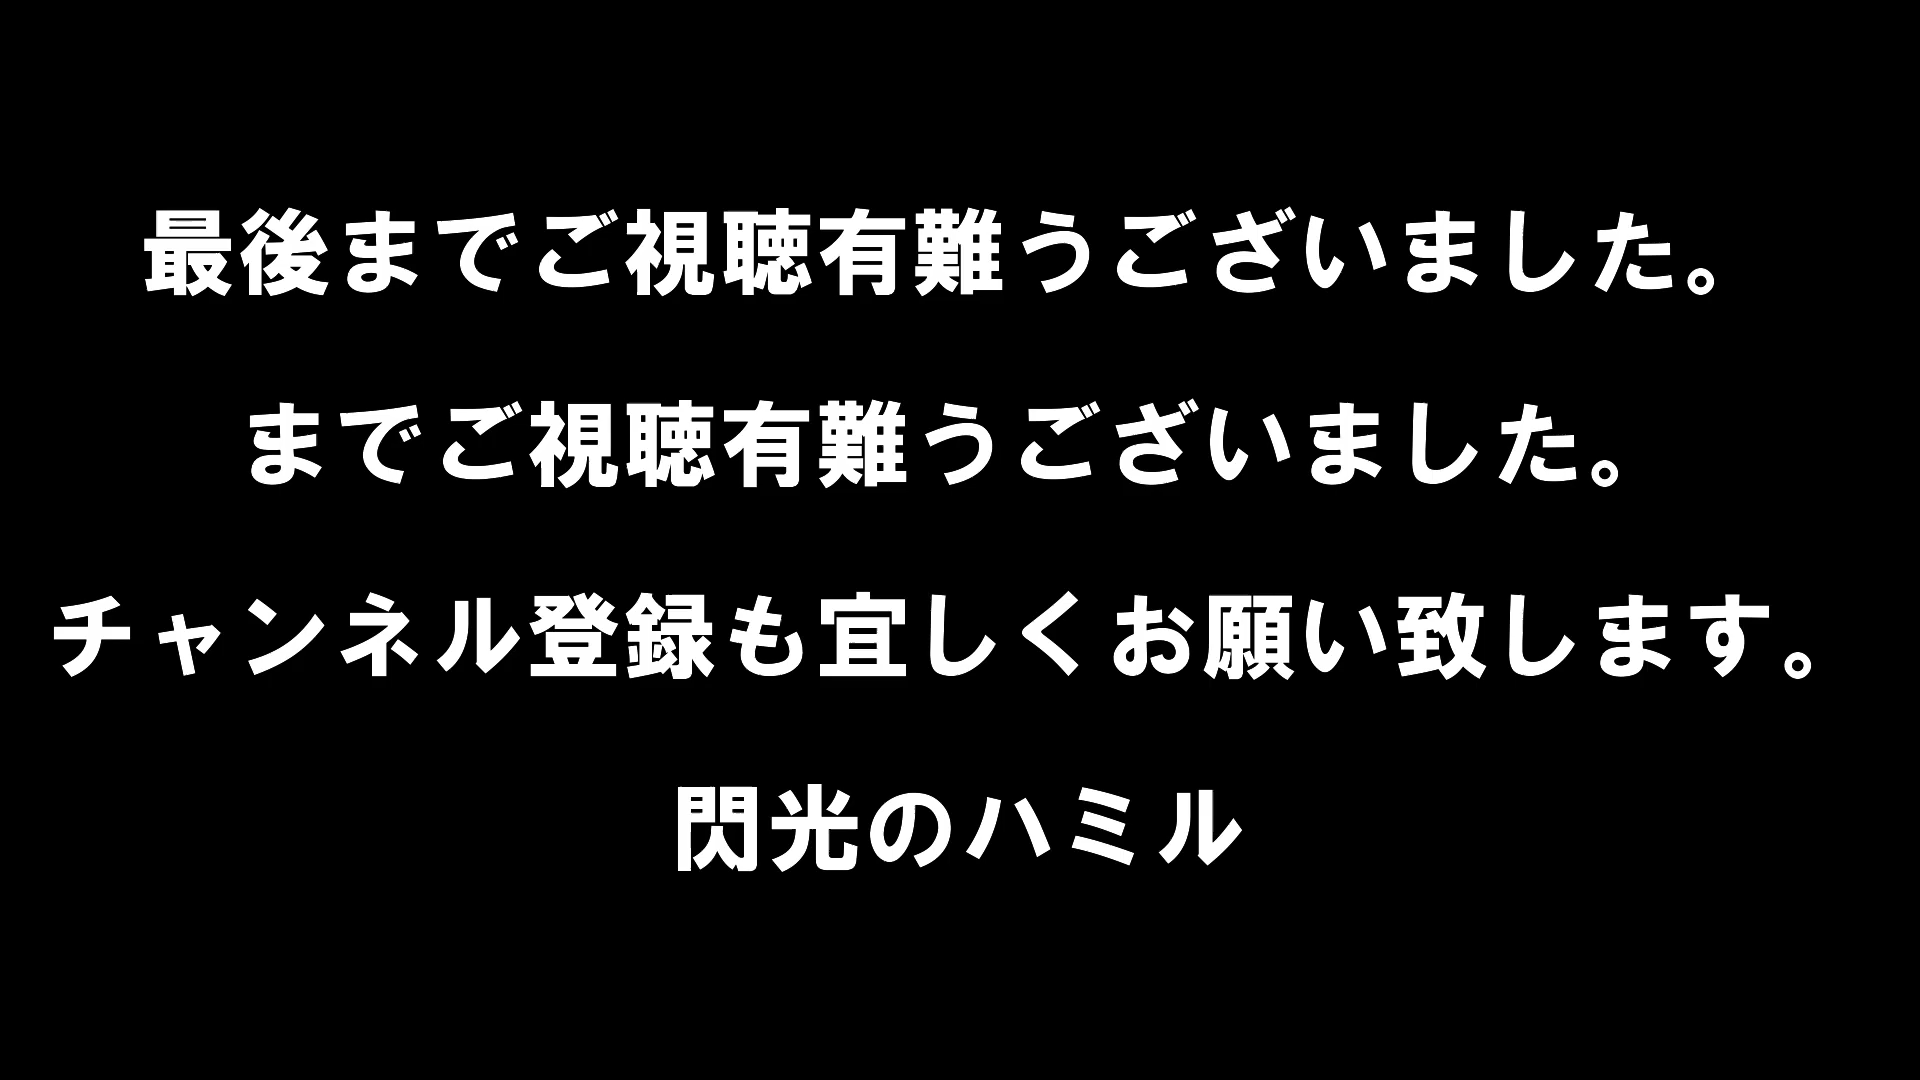 最後までご視聴有難うございました。
までご視聴有難うございました。
チャンネル登録も宜しくお願い致します。
閃光のハミル